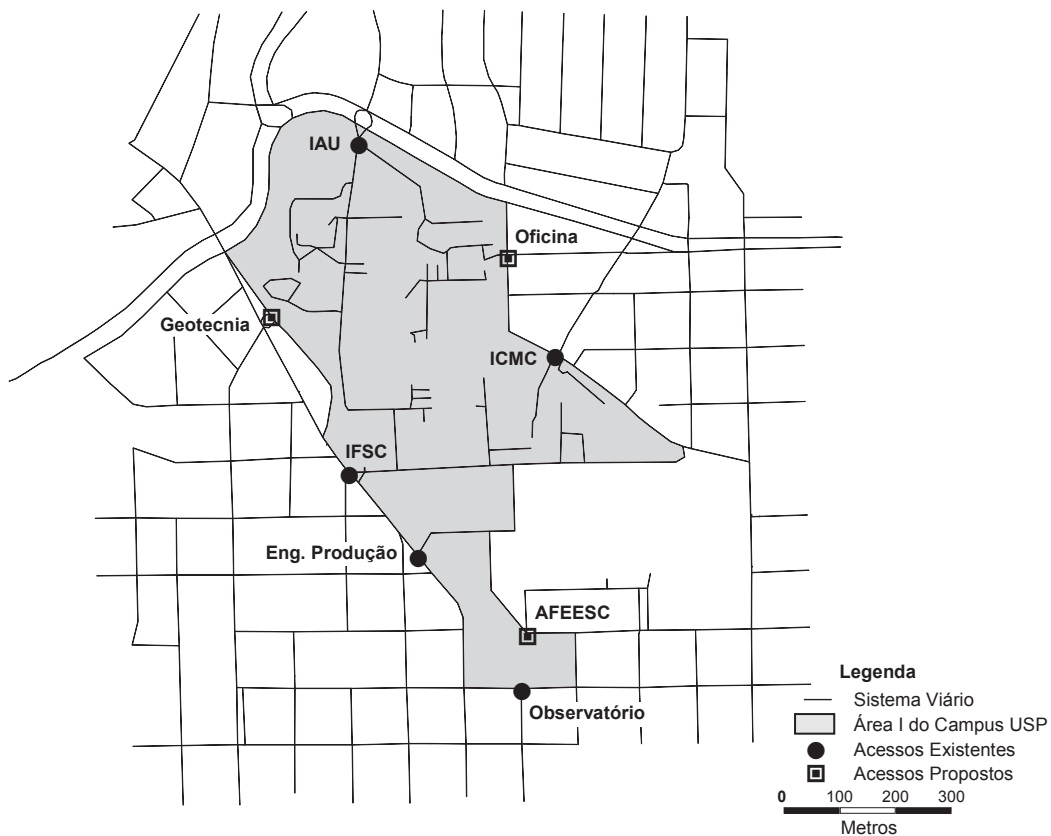 IAU
Oficina
Geotecnia
ICMC
IFSC
Eng. Produção
AFEESC
Observatório
Legenda
Sistema Viário
Área I do Campus USP
Acessos Existentes
Acessos Propostos
0 100 200 300
Metros